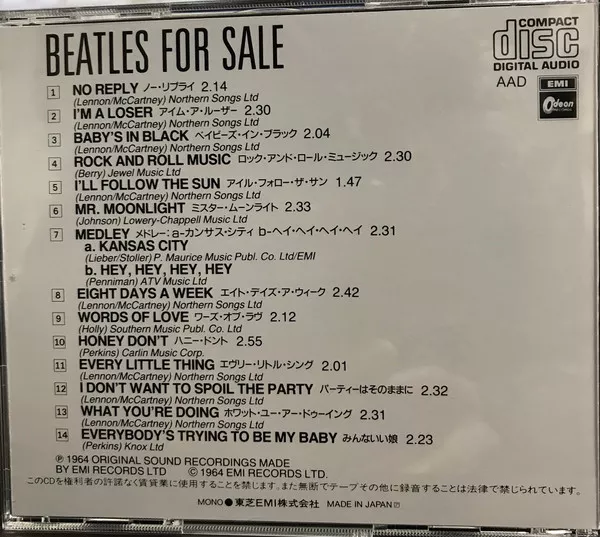 BEATLES FOR SALE
COMPACT
disc
DIGITAL AUDIO
AAD
EMI
Odeon
1 NO REPLY ノー・リプライ 2.14
(Lennon/McCartney) Northern Songs Ltd
2 I'M A LOSER アイム・ア・ルーザー 2.30
(Lennon/McCartney) Northern Songs Ltd
3 BABY'S IN BLACK ベイビーズ・イン・ブラック 2.04
(Lennon/McCartney) Northern Songs Ltd
4 ROCK AND ROLL MUSIC ロック・アンド・ロール・ミュージック 2.30
(Berry) Jewel Music Ltd
5 I'LL FOLLOW THE SUN アイル・フォロー・ザ・サン 1.47
(Lennon/McCartney) Northern Songs Ltd
6 MR. MOONLIGHT ミスター・ムーンライト 2.33
(Johnson) Lowery-Chappell Music Ltd
7 MEDLEY メドレー:a-カンサス・シティ b-ヘイ・ヘイ・ヘイ・ヘイ 2.31
a. KANSAS CITY
(Lieber/Stoller) P. Maurice Music Publ. Co. Ltd/EMI
b. HEY, HEY, HEY, HEY
(Penniman) ATV Music Ltd
8 EIGHT DAYS A WEEK エイト・デイズ・ア・ウィーク 2.42
(Lennon/McCartney) Northern Songs Ltd
9 WORDS OF LOVE ワーズ・オブ・ラヴ 2.12
(Holly) Southern Music Publ. Co. Ltd
10 HONEY DON'T ハニー・ドント 2.55
(Perkins) Carlin Music Corp.
11 EVERY LITTLE THING エヴリー・リトル・シング 2.01
(Lennon/McCartney) Northern Songs Ltd
12 I DON'T WANT TO SPOIL THE PARTY パーティーはそのままに 2.32
(Lennon/McCartney) Northern Songs Ltd
13 WHAT YOU'RE DOING ホワット・ユー・アー・ドゥーイング 2.31
(Lennon/McCartney) Northern Songs Ltd
14 EVERYBODY'S TRYING TO BE MY BABY みんないい娘 2.23
(Perkins) Knox Ltd
℗ 1964 ORIGINAL SOUND RECORDINGS MADE
BY EMI RECORDS LTD © 1964 EMI RECORDS LTD.
このCDを権利者の許諾なく賃貸業に使用することを禁じます。また無断でテープその他に録音することは法律で禁じられています。
MONO ● 東芝EMI株式会社 MADE IN JAPAN